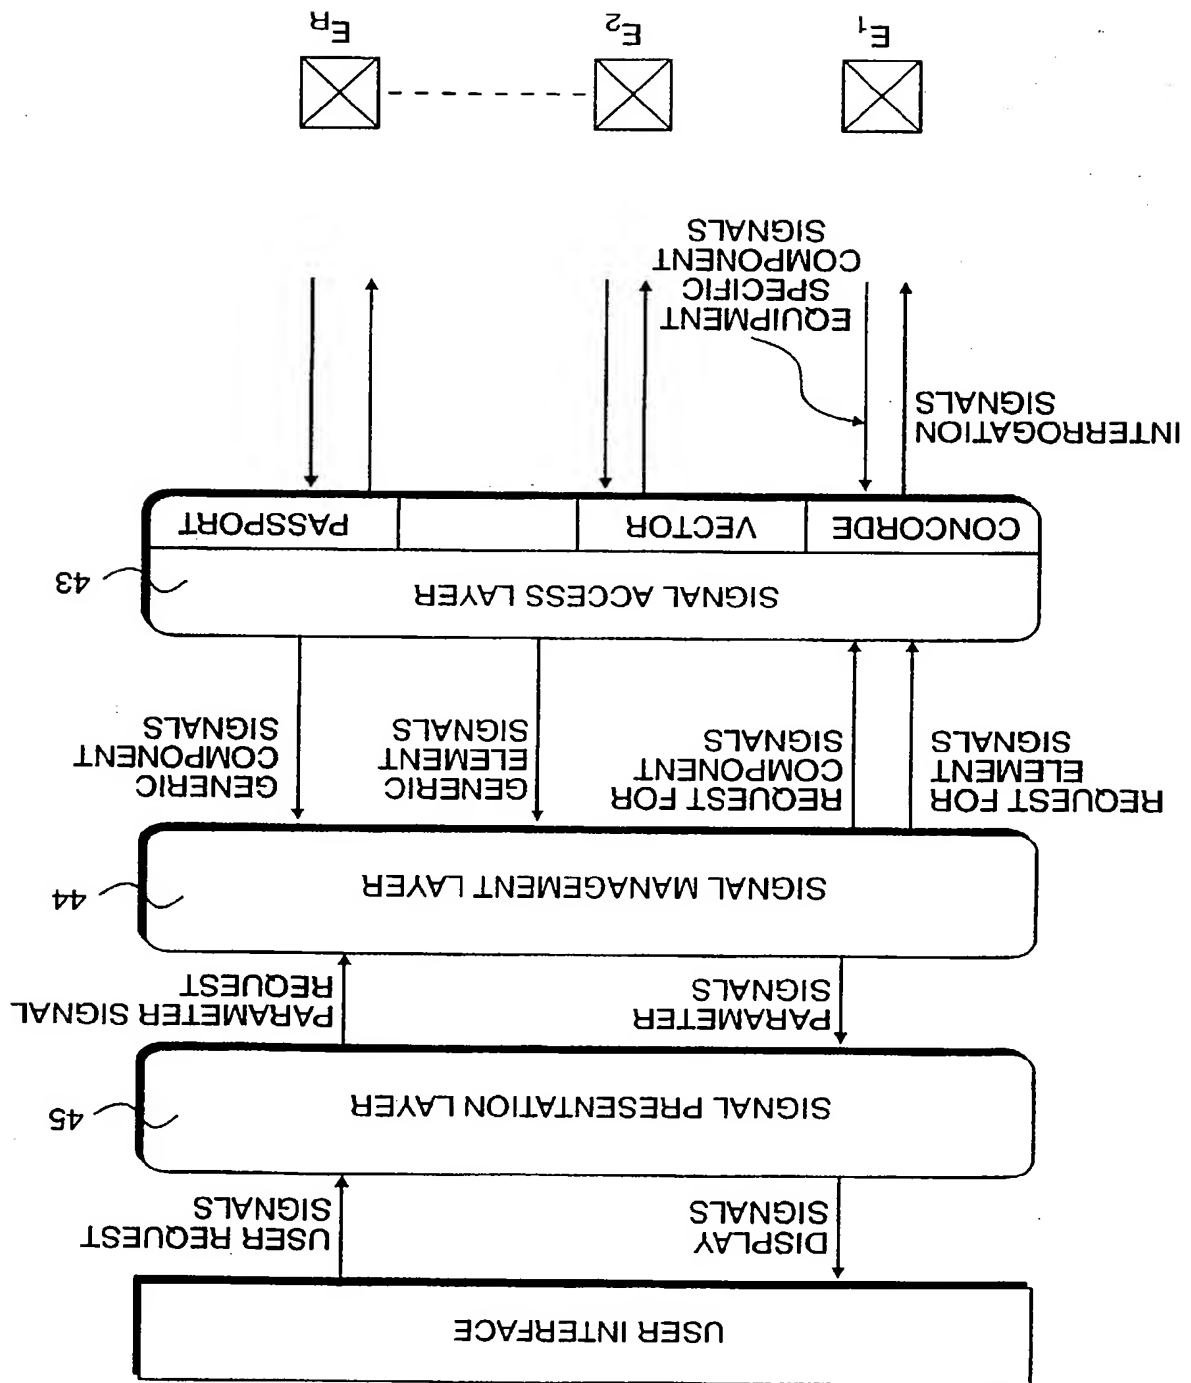 USER INTERFACE
DISPLAY
SIGNALS
USER REQUEST
SIGNALS
SIGNAL PRESENTATION LAYER
45
PARAMETER
SIGNALS
PARAMETER SIGNAL
REQUEST
SIGNAL MANAGEMENT LAYER
44
REQUEST FOR
ELEMENT
SIGNALS
REQUEST FOR
COMPONENT
SIGNALS
GENERIC
ELEMENT
SIGNALS
GENERIC
COMPONENT
SIGNALS
SIGNAL ACCESS LAYER
43
CONCORDE
VECTOR
PASSPORT
INTERROGATION
SIGNALS
EQUIPMENT
SPECIFIC
COMPONENT
SIGNALS
E1
E2
ER